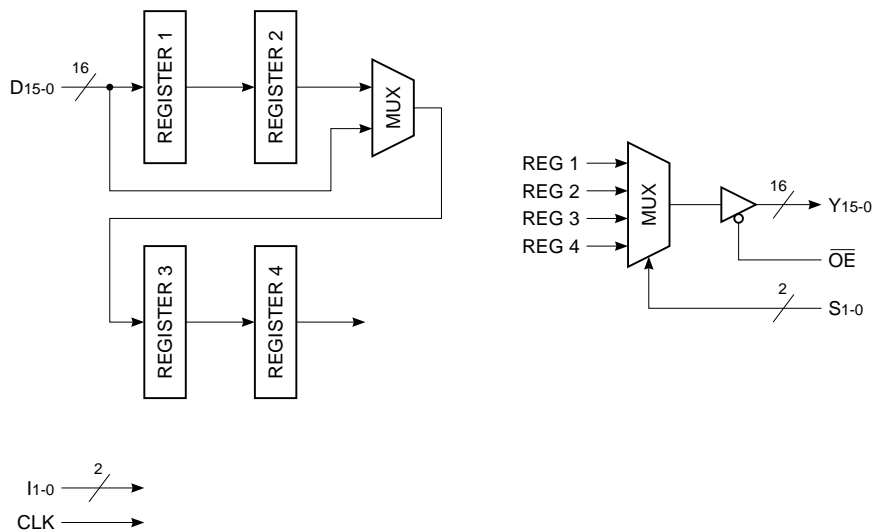 REGISTER 1
REGISTER 2
16
D15-0
MUX
REG 1
REG 2
REG 3
REG 4
MUX
16
Y15-0
OE
2
S1-0
REGISTER 3
REGISTER 4
2
I1-0
CLK